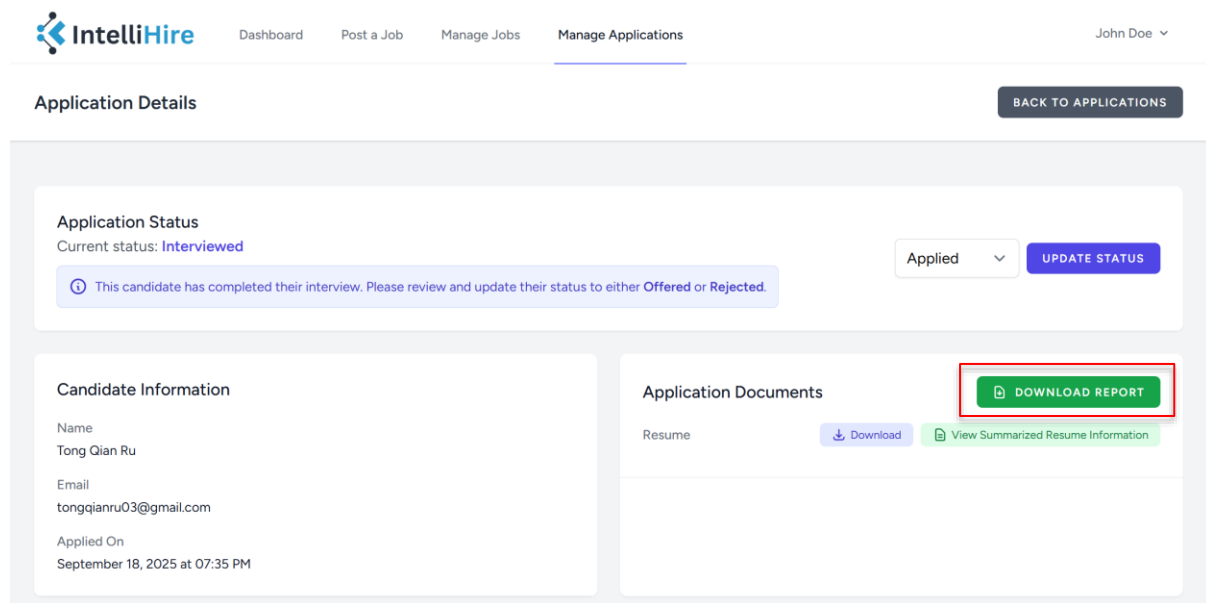 IntelliHire Dashboard Post a Job Manage Jobs Manage Applications John Doe
Application Details BACK TO APPLICATIONS
Application Status
Current status: Interviewed
Applied UPDATE STATUS
This candidate has completed their interview. Please review and update their status to either Offered or Rejected.
Candidate Information
Name
Tong Qian Ru
Email
tongqianru03@gmail.com
Applied On
September 18, 2025 at 07:35 PM
Application Documents DOWNLOAD REPORT
Resume Download View Summarized Resume Information